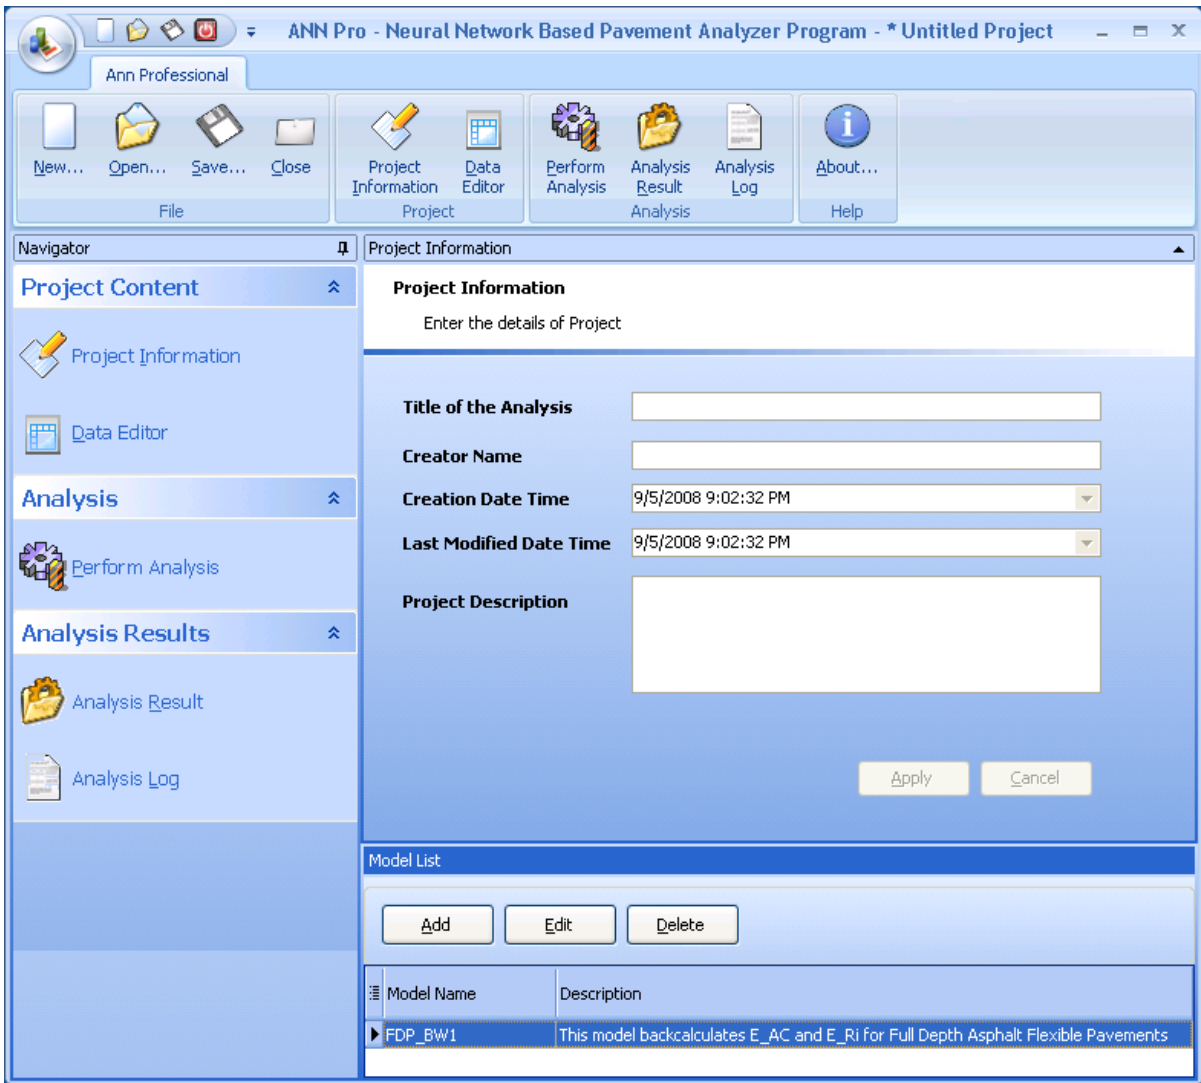 ANN Pro - Neural Network Based Pavement Analyzer Program - * Untitled Project
Ann Professional
New...
Open...
Save...
Close
Project Information
Data Editor
Perform Analysis
Analysis Result
Analysis Log
About...
File
Project
Analysis
Help
Navigator
Project Content
Project Information
Data Editor
Analysis
Perform Analysis
Analysis Results
Analysis Result
Analysis Log
Project Information
Project Information
Enter the details of Project
Title of the Analysis
Creator Name
Creation Date Time 9/5/2008 9:02:32 PM
Last Modified Date Time 9/5/2008 9:02:32 PM
Project Description
Apply
Cancel
Model List
Add
Edit
Delete
Model Name Description
FDP_BW1 This model backcalculates E_AC and E_Ri for Full Depth Asphalt Flexible Pavements